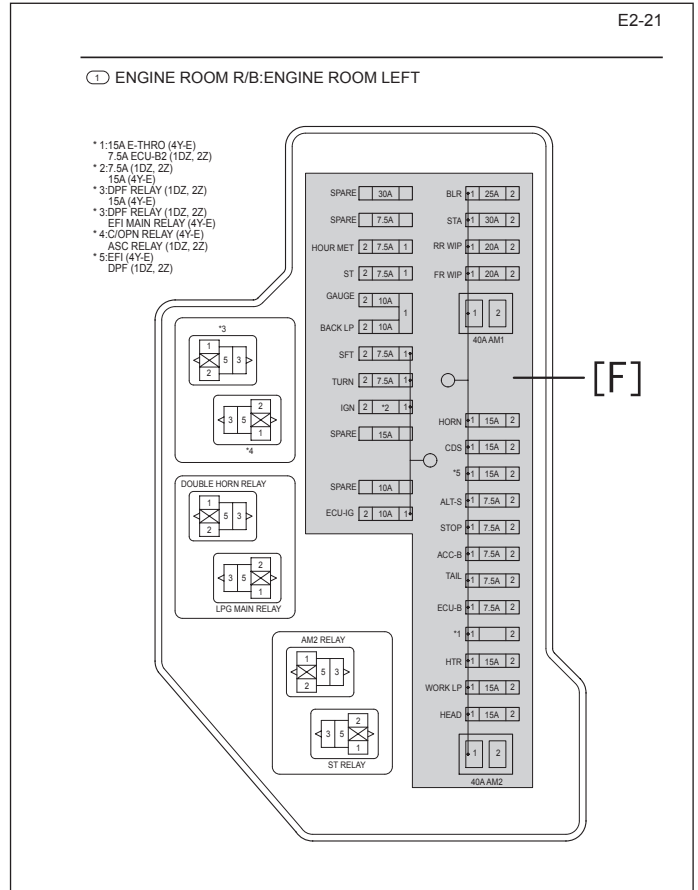 E2-21
1 ENGINE ROOM R/B:ENGINE ROOM LEFT
* 1:15A E-THRO (4Y-E)
7.5A ECU-B2 (1DZ, 2Z)
* 2:7.5A (1DZ, 2Z)
15A (4Y-E)
* 3:DPF RELAY (1DZ, 2Z)
15A (4Y-E)
* 3:DPF RELAY (1DZ, 2Z)
EFI MAIN RELAY (4Y-E)
* 4:C/OPN RELAY (4Y-E)
ASC RELAY (1DZ, 2Z)
* 5:EFI (4Y-E)
DPF (1DZ, 2Z)
*3
1
5 3
2
2
3 5
1
*4
DOUBLE HORN RELAY
1
5 3
2
2
3 5
1
LPG MAIN RELAY
AM2 RELAY
1
5 3
2
2
3 5
1
ST RELAY
SPARE 30A
SPARE 7.5A
HOUR MET 2 7.5A 1
ST 2 7.5A 1
GAUGE 2 10A
1
BACK LP 2 10A
SFT 2 7.5A 1
TURN 2 7.5A 1
IGN 2 *2 1
SPARE 15A
SPARE 10A
ECU-IG 2 10A 1
BLR 1 25A 2
STA 1 30A 2
RR WIP 1 20A 2
FR WIP 1 20A 2
1 2
40A AM1
[F]
HORN 1 15A 2
CDS 1 15A 2
*5 1 15A 2
ALT-S 1 7.5A 2
STOP 1 7.5A 2
ACC-B 1 7.5A 2
TAIL 1 7.5A 2
ECU-B 1 7.5A 2
*1 1 2
HTR 1 15A 2
WORK LP 1 15A 2
HEAD 1 15A 2
1 2
40A AM2